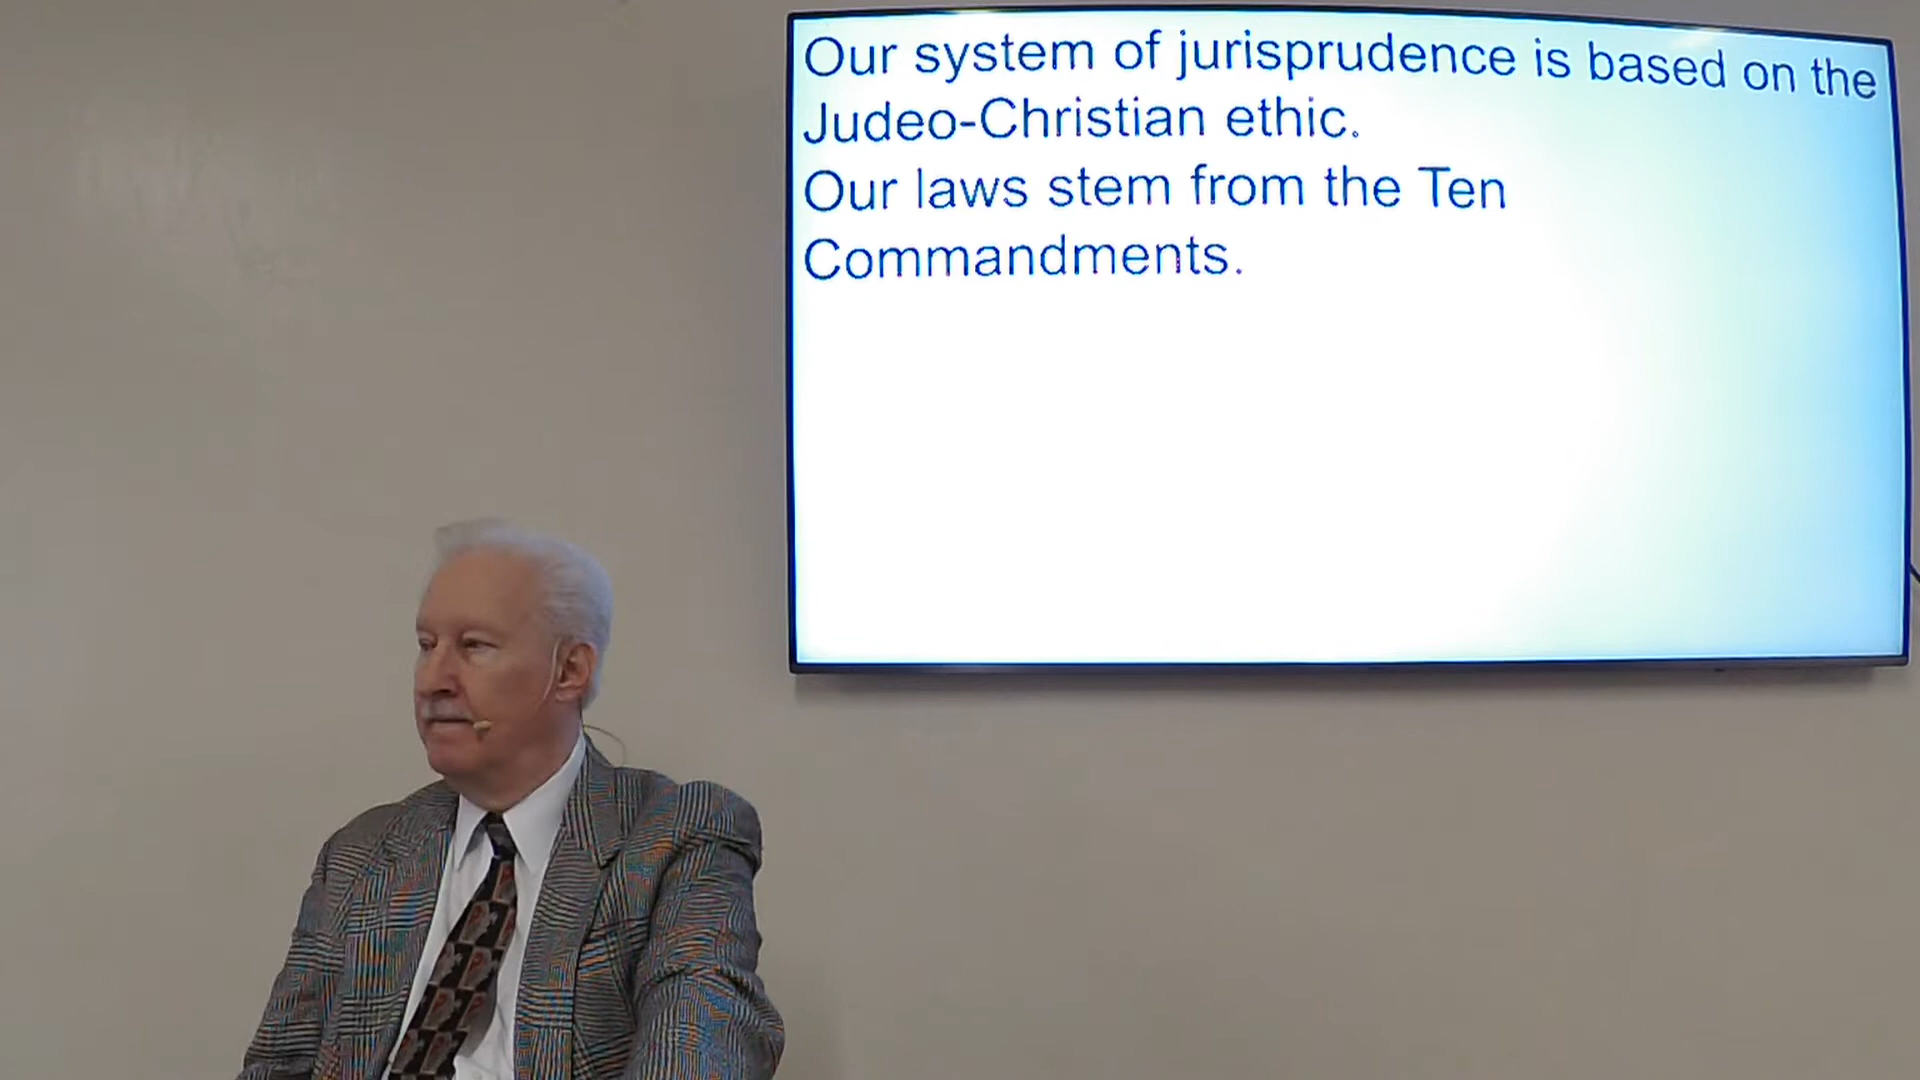 Our system of jurisprudence is based on the
Judeo-Christian ethic.
Our laws stem from the Ten
Commandments.